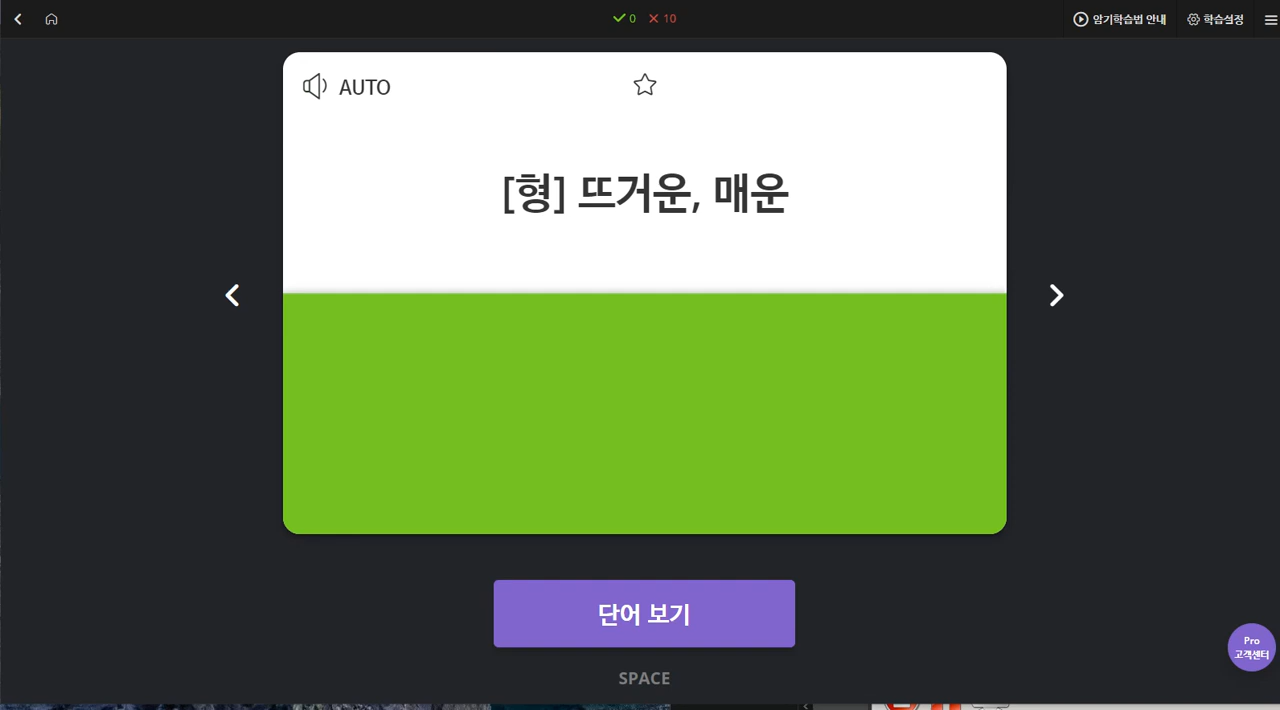 0 10 암기학습법 안내 학습설정
AUTO
[형] 뜨거운, 매운
단어 보기
SPACE
Pro
고객센터